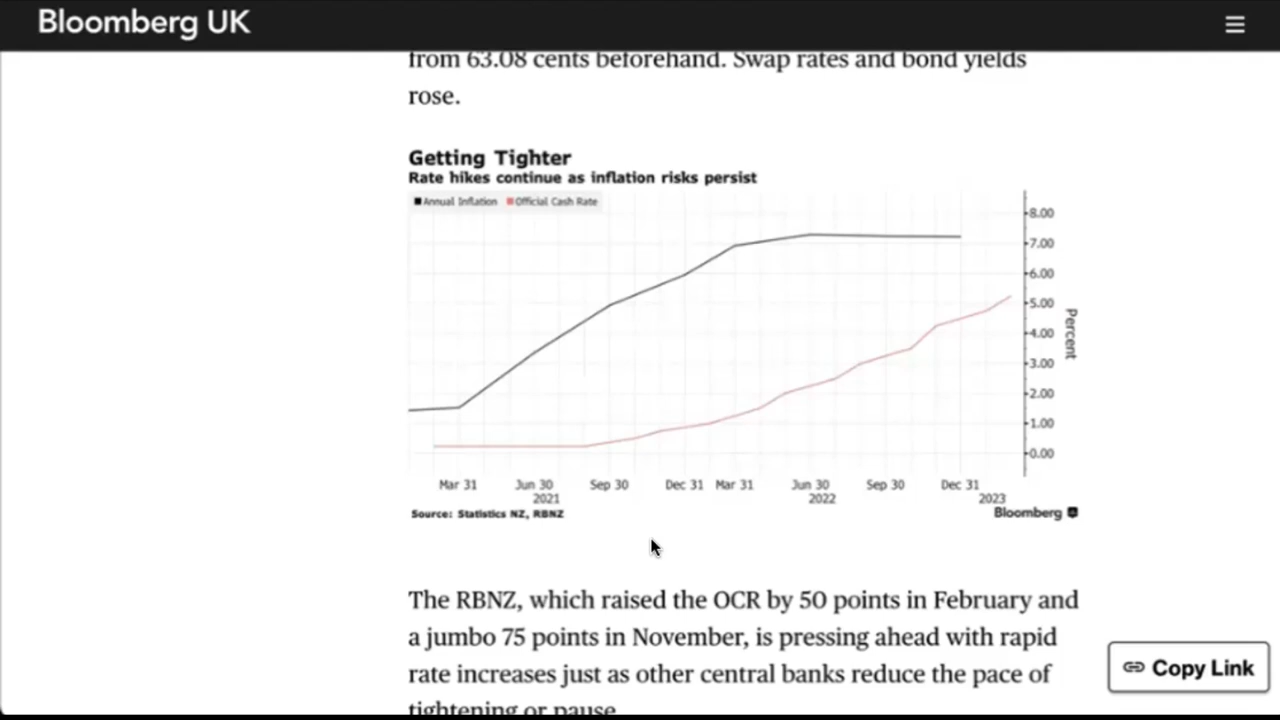 Bloomberg UK
from 63.08 cents beforehand. Swap rates and bond yields
rose.
Getting Tighter
Rate hikes continue as inflation risks persist
Annual Inflation Official Cash Rate
8.00
7.00
6.00
5.00
4.00
3.00
2.00
1.00
0.00
Percent
Mar 31 Jun 30 Sep 30 Dec 31 Mar 31 Jun 30 Sep 30 Dec 31
2021 2022 2023
Source: Statistics NZ, RBNZ
Bloomberg
The RBNZ, which raised the OCR by 50 points in February and
a jumbo 75 points in November, is pressing ahead with rapid
rate increases just as other central banks reduce the pace of
tightening or pause.
Copy Link